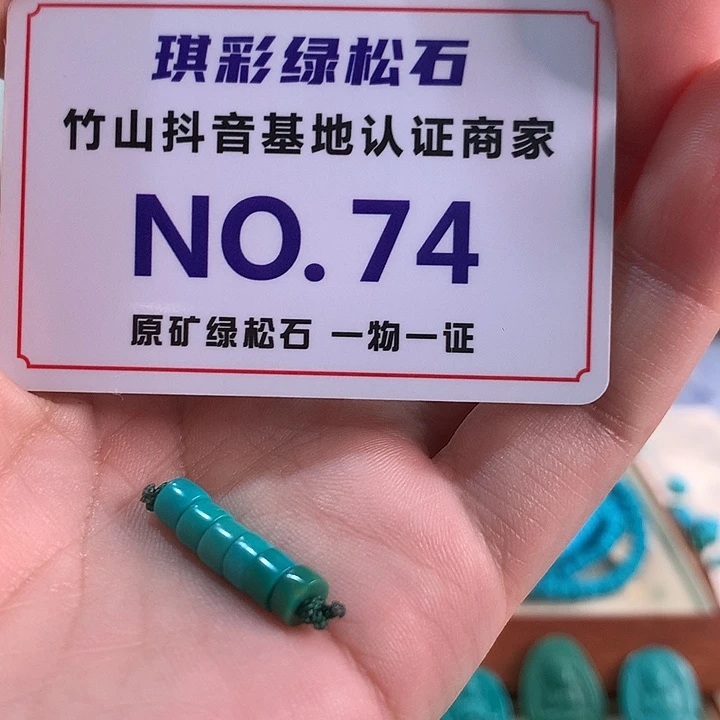 琪彩绿松石
竹山抖音基地认证商家
NO.74
原矿绿松石 一物一证